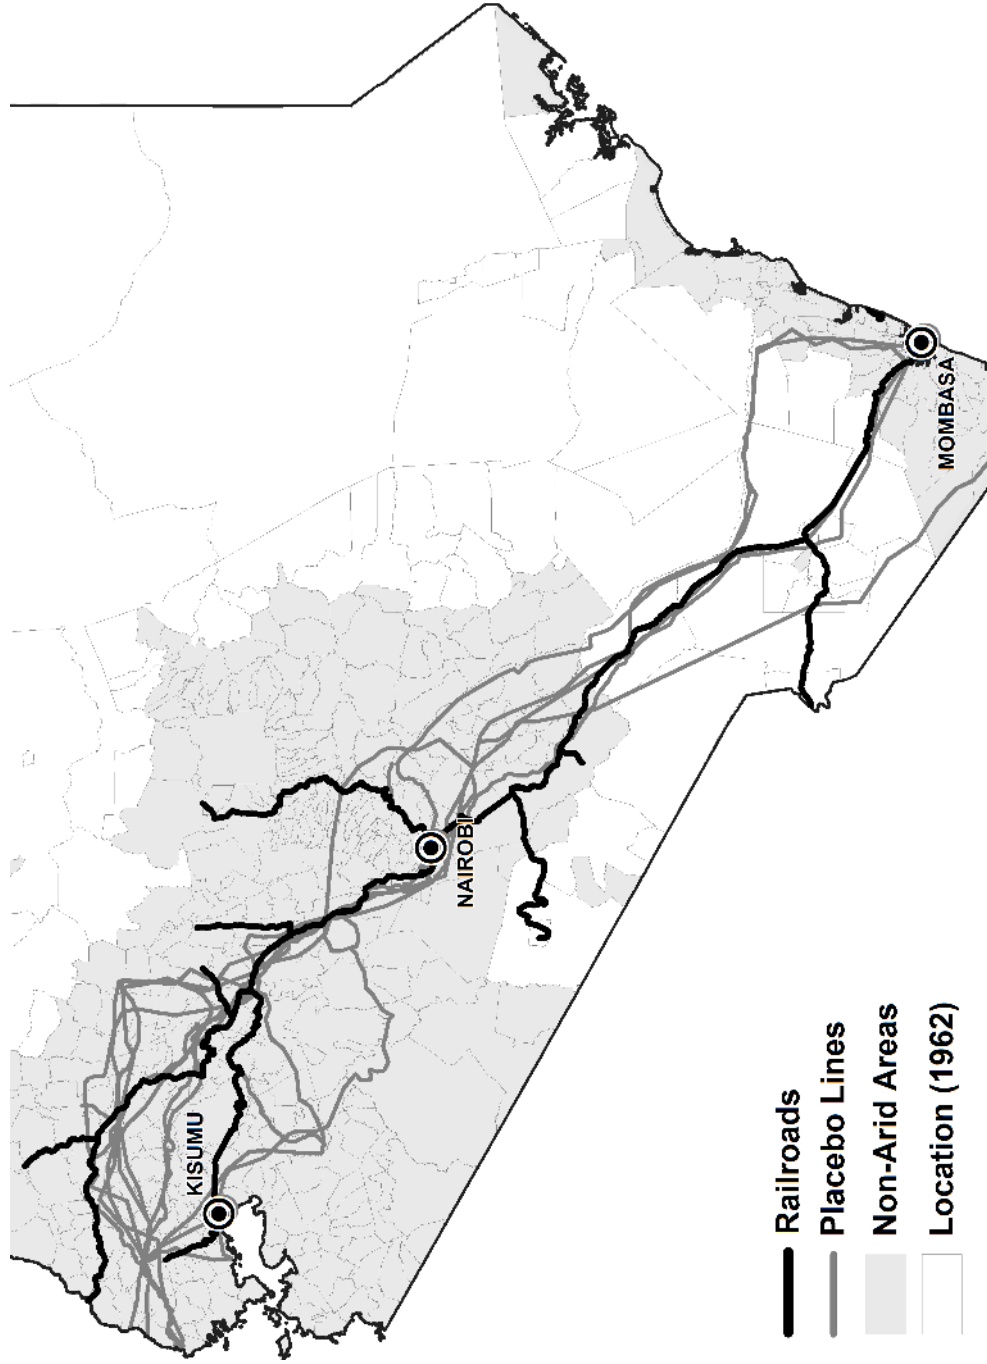 KISUMU
NAIROBI
MOMBASA
Railroads
Placebo Lines
Non-Arid Areas
Location (1962)